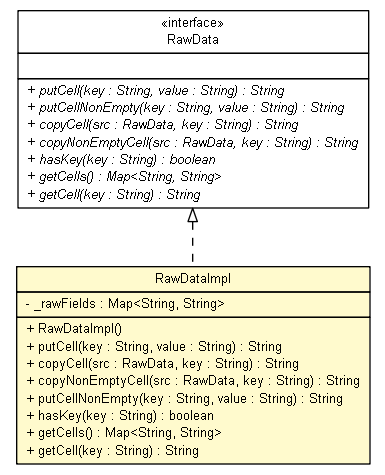 «interface»
RawData
+ putCell(key : String, value : String) : String
+ putCellNonEmpty(key : String, value : String) : String
+ copyCell(src : RawData, key : String) : String
+ copyNonEmptyCell(src : RawData, key : String) : String
+ hasKey(key : String) : boolean
+ getCells() : Map<String, String>
+ getCell(key : String) : String
RawDataImpl
- _rawFields : Map<String, String>
+ RawDataImpl()
+ putCell(key : String, value : String) : String
+ copyCell(src : RawData, key : String) : String
+ copyNonEmptyCell(src : RawData, key : String) : String
+ putCellNonEmpty(key : String, value : String) : String
+ hasKey(key : String) : boolean
+ getCells() : Map<String, String>
+ getCell(key : String) : String